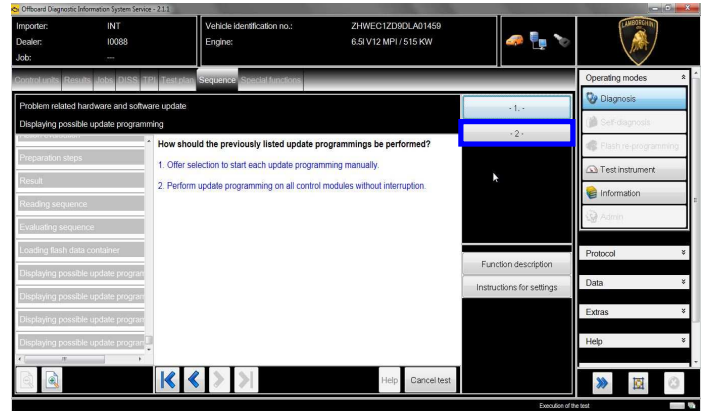 Offboard Diagnostic Information System Service - 2.1.1
Importer: INT
Dealer: I0088
Job: ---
Vehicle identification no.: ZHWEC1ZD9DLA01459
Engine: 6.5l V12 MPI / 515 KW
LAMBORGHINI
Control units Results Jobs DISS TPI Test plan Sequence Special functions
Problem related hardware and software update
Displaying possible update programming
Preparation steps
Result
Reading sequence
Evaluating sequence
Loading flash data container
Displaying possible update program
Displaying possible update program
Displaying possible update program
Displaying possible update program
How should the previously listed update programmings be performed?
1. Offer selection to start each update programming manually.
2. Perform update programming on all control modules without interruption.
- 1. -
- 2 -
Function description
Instructions for settings
Help
Cancel test
Operating modes
Diagnosis
Self-diagnosis
Flash re-programming
Test instrument
Information
Admin
Protocol
Data
Extras
Help
Execution of the test